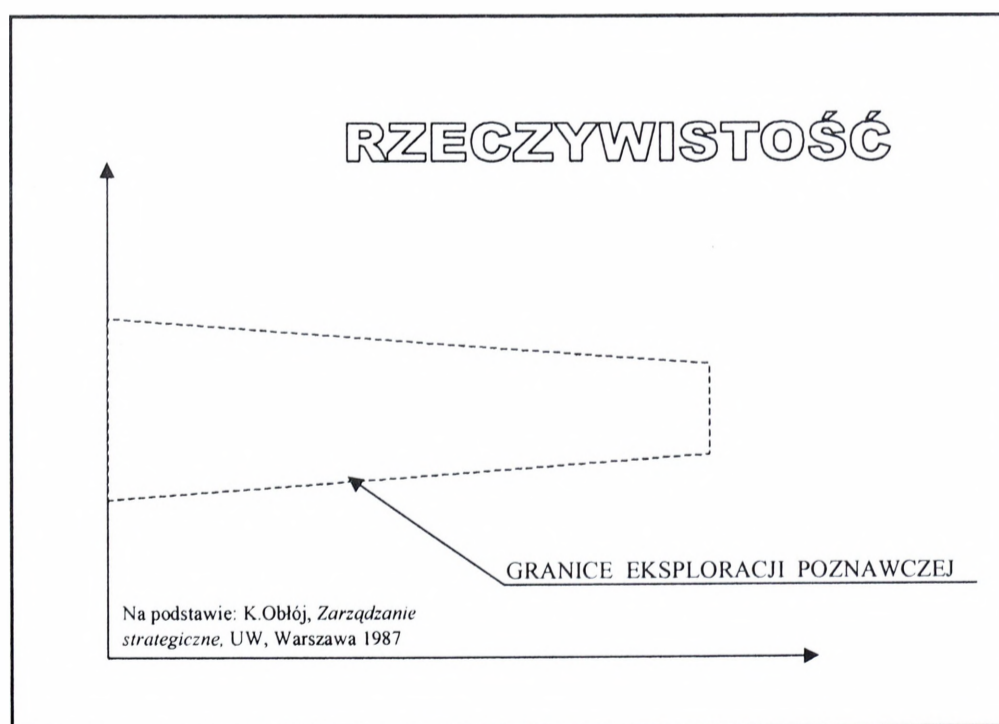 RZECZYWISTOŚĆ
GRANICE EKSPLORACJI POZNAWCZEJ
Na podstawie: K.Obłój, Zarządzanie
strategiczne, UW, Warszawa 1987